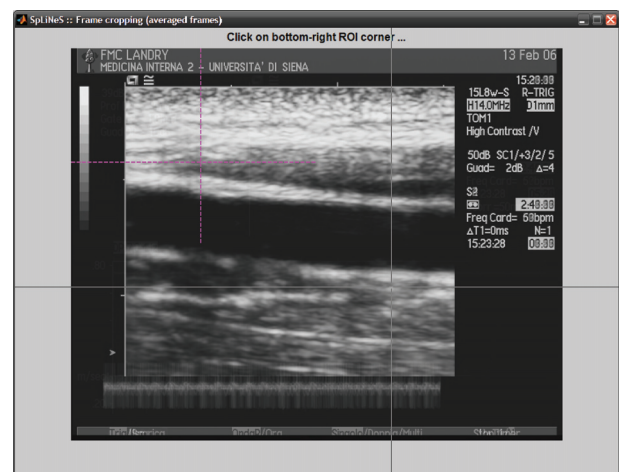 SpLiNeS :: Frame cropping (averaged frames)
Click on bottom-right ROI corner ...
FMC LANDRY
13 Feb 06
MEDICINA INTERNA 2 - UNIVERSITA' DI SIENA
15L8w-S R-TRIG
H14.0MHz D1mm
TOM1
High Contrast /V
50dB SC1/+3/2/5
Guad= 2dB Δ=4
Freq Card=
ΔT1=0ms N=1
15:23:28